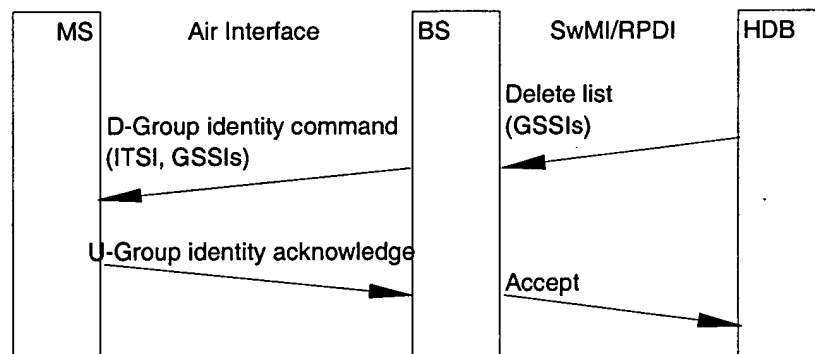 MS Air Interface BS SwMI/RPDI HDB
Delete list
(GSSIs)
D-Group identity command
(ITSI, GSSIs)
U-Group identity acknowledge
Accept